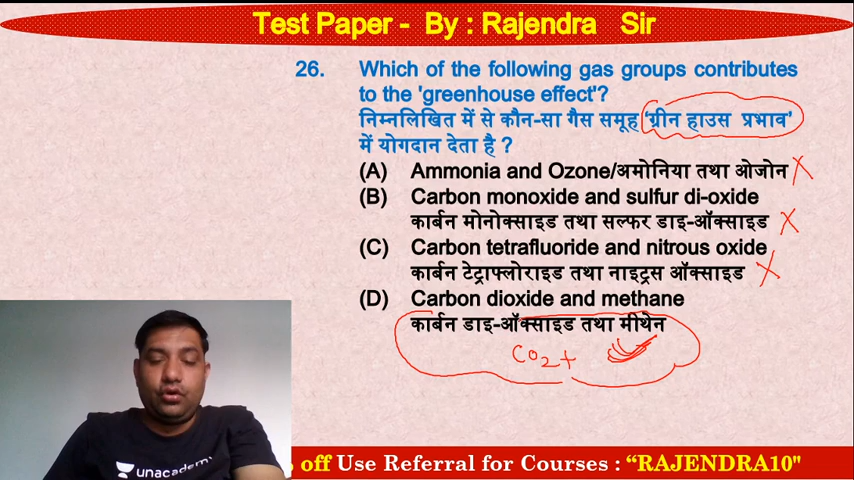 Test Paper - By : Rajendra Sir
26. Which of the following gas groups contributes
to the 'greenhouse effect'?
निम्नलिखित में से कौन-सा गैस समूह 'ग्रीन हाउस प्रभाव'
में योगदान देता है ?
(A) Ammonia and Ozone/अमोनिया तथा ओजोन
(B) Carbon monoxide and sulfur di-oxide
कार्बन मोनोक्साइड तथा सल्फर डाइ-ऑक्साइड
(C) Carbon tetrafluoride and nitrous oxide
कार्बन टेट्राफ्लोराइड तथा नाइट्रस ऑक्साइड
(D) Carbon dioxide and methane
कार्बन डाइ-ऑक्साइड तथा मीथेन
CO2+
unacademy
off Use Referral for Courses : “RAJENDRA10"